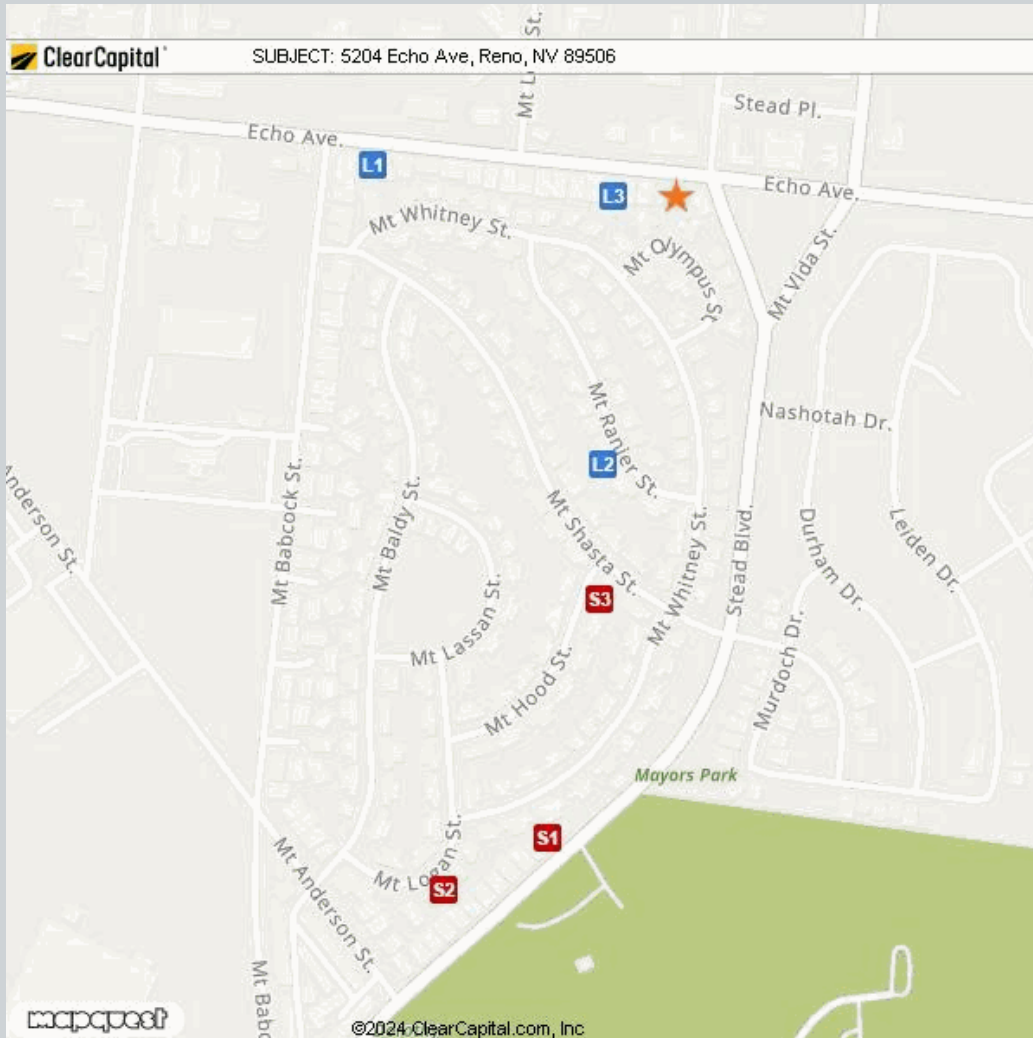 Mt L St.
ClearCapital
SUBJECT: 5204 Echo Ave, Reno, NV 89506
Stead Pl.
Echo Ave.
L1
L3
Echo Ave.
Mt Whitney St.
Mt Olympus St
Mt Vida St.
Mt Ranier St.
Nashotah Dr.
L2
Anderson St.
Mt Babcock St.
Mt Baldy St.
Mt Shasta St.
Mt Whitney St.
Stead Blvd.
Durham Dr.
Leiden Dr.
S3
Mt Lassan St.
Mt Hood St.
Murdoch Dr.
Mayors Park
S1
Mt Logan St.
S2
Mt Anderson St.
Mt Babc
mapquest
©2024 ClearCapital.com, Inc